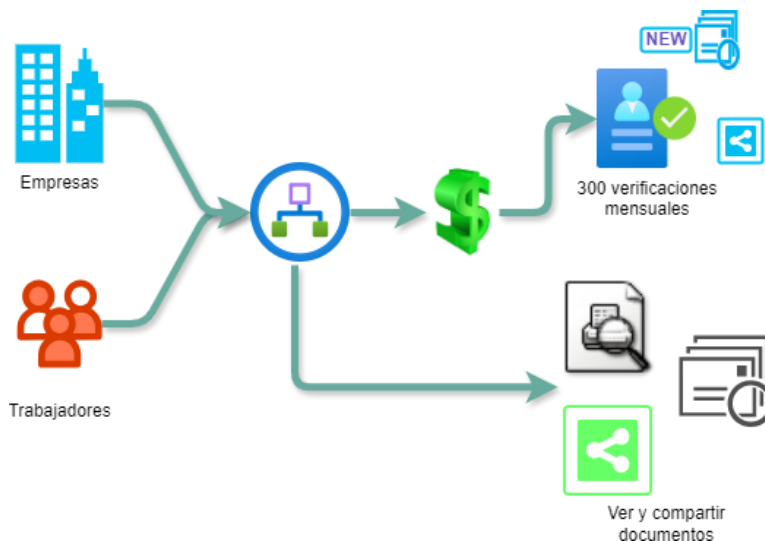 NEW
Empresas
300 verificaciones
mensuales
Trabajadores
Ver y compartir
documentos